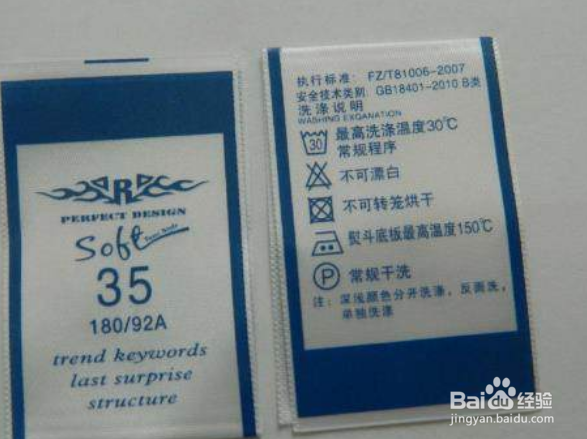 R
PERFECT DESIGN
Soft
35
180/92A
trend keywords
last surprise
structure
执行标准: FZ/T81006-2007
安全技术类别: GB18401-2010 B类
洗涤说明
WASHING EXGANATION
30 最高洗涤温度30℃
常规程序
不可漂白
不可转笼烘干
熨斗底板最高温度150℃
P 常规干洗
注: 深浅颜色分开洗涤, 反面洗,
单独洗涤
Baidu 经验
jingyan.baidu.com